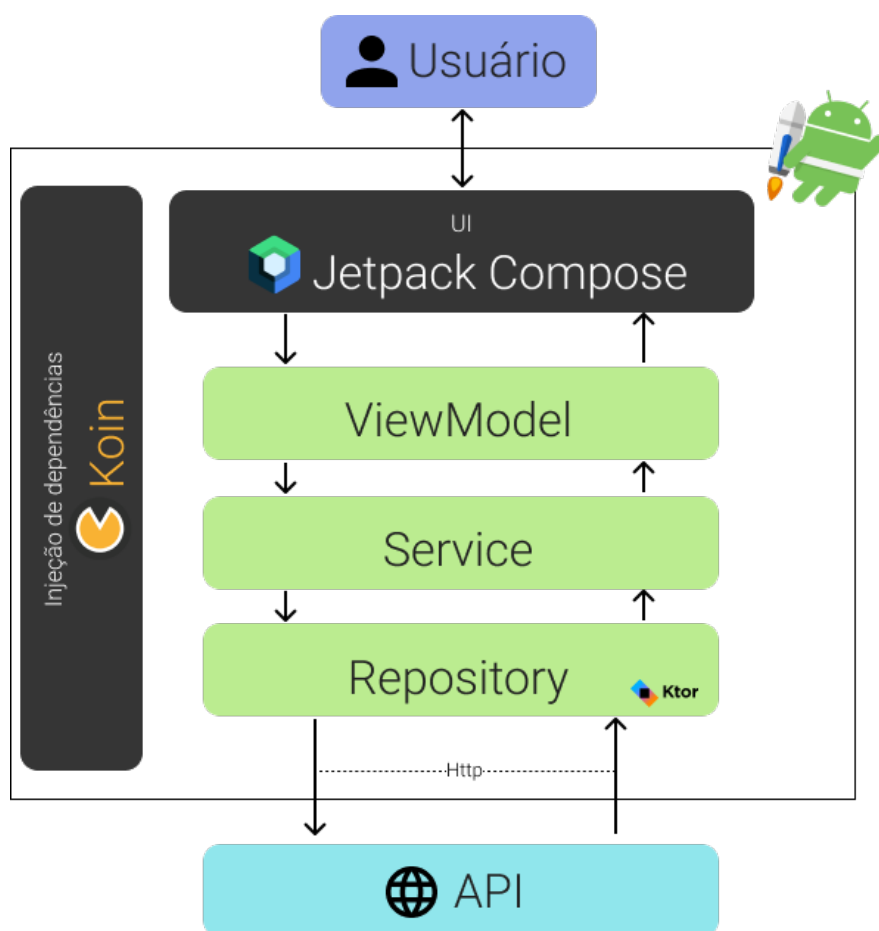 Usuário
UI
Jetpack Compose
Injeção de dependências
Koin
ViewModel
Service
Repository
Ktor
Http
API